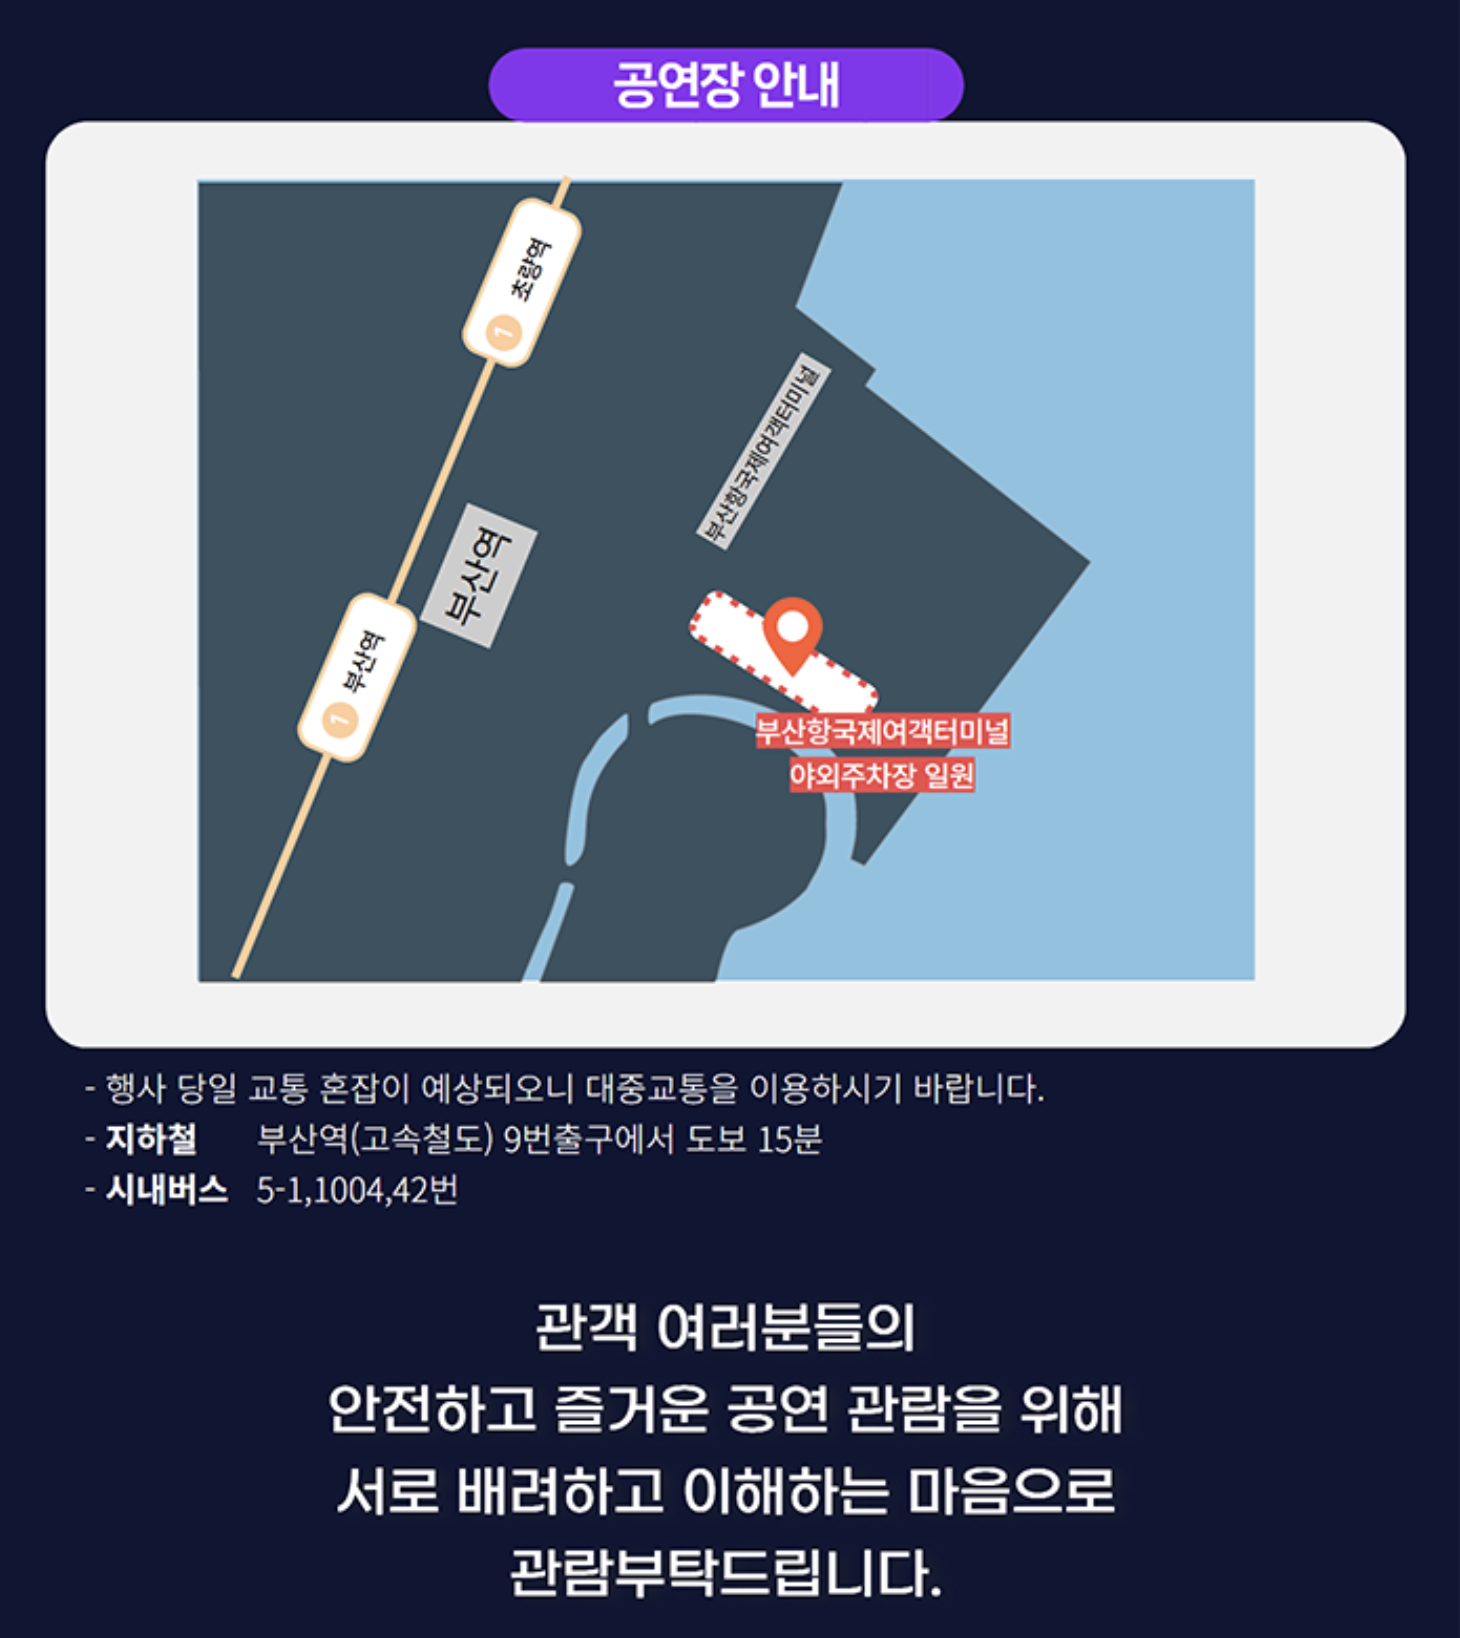 공연장 안내
초량역
1
부산항국제여객터미널
부산역
부산역
1
부산항국제여객터미널
야외주차장 일원
- 행사 당일 교통 혼잡이 예상되오니 대중교통을 이용하시기 바랍니다.
- 지하철 부산역(고속철도) 9번출구에서 도보 15분
- 시내버스 5-1,1004,42번
관객 여러분들의
안전하고 즐거운 공연 관람을 위해
서로 배려하고 이해하는 마음으로
관람부탁드립니다.